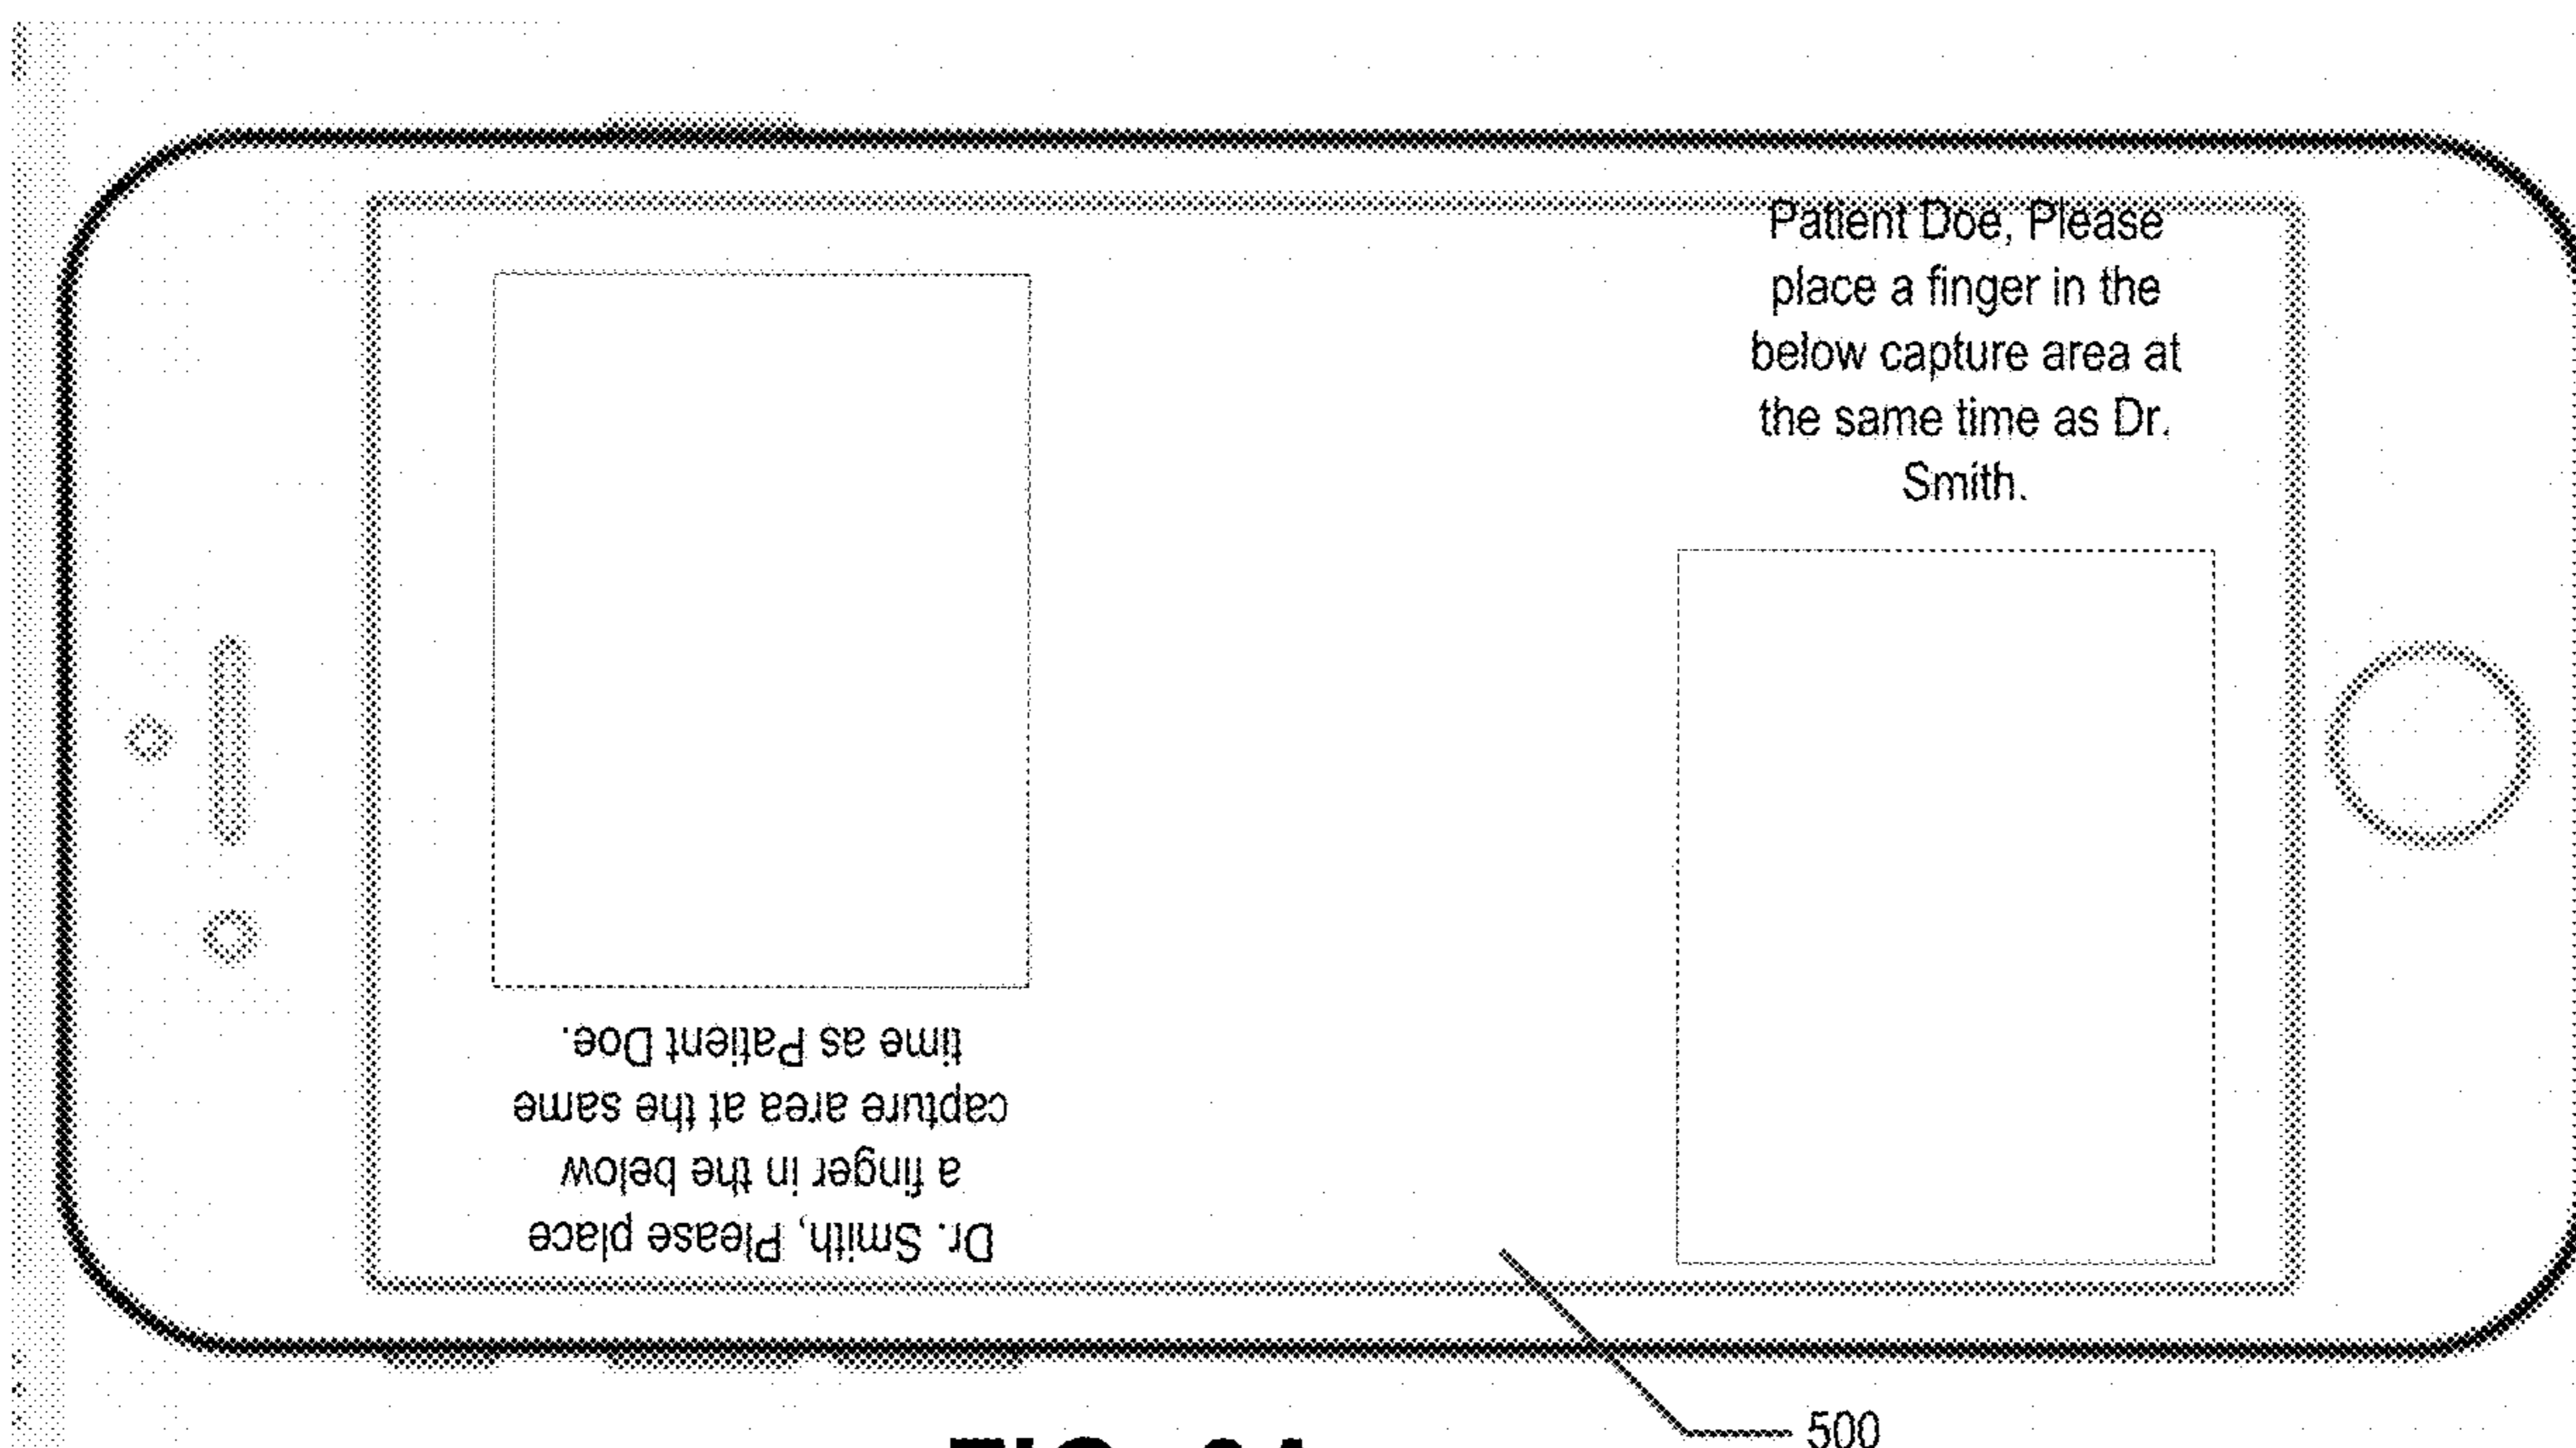 Patient Doe, Please
place a finger in the
below capture area at
the same time as Dr.
Smith.
Dr. Smith, Please place
a finger in the below
capture area at the same
time as Patient Doe.
500